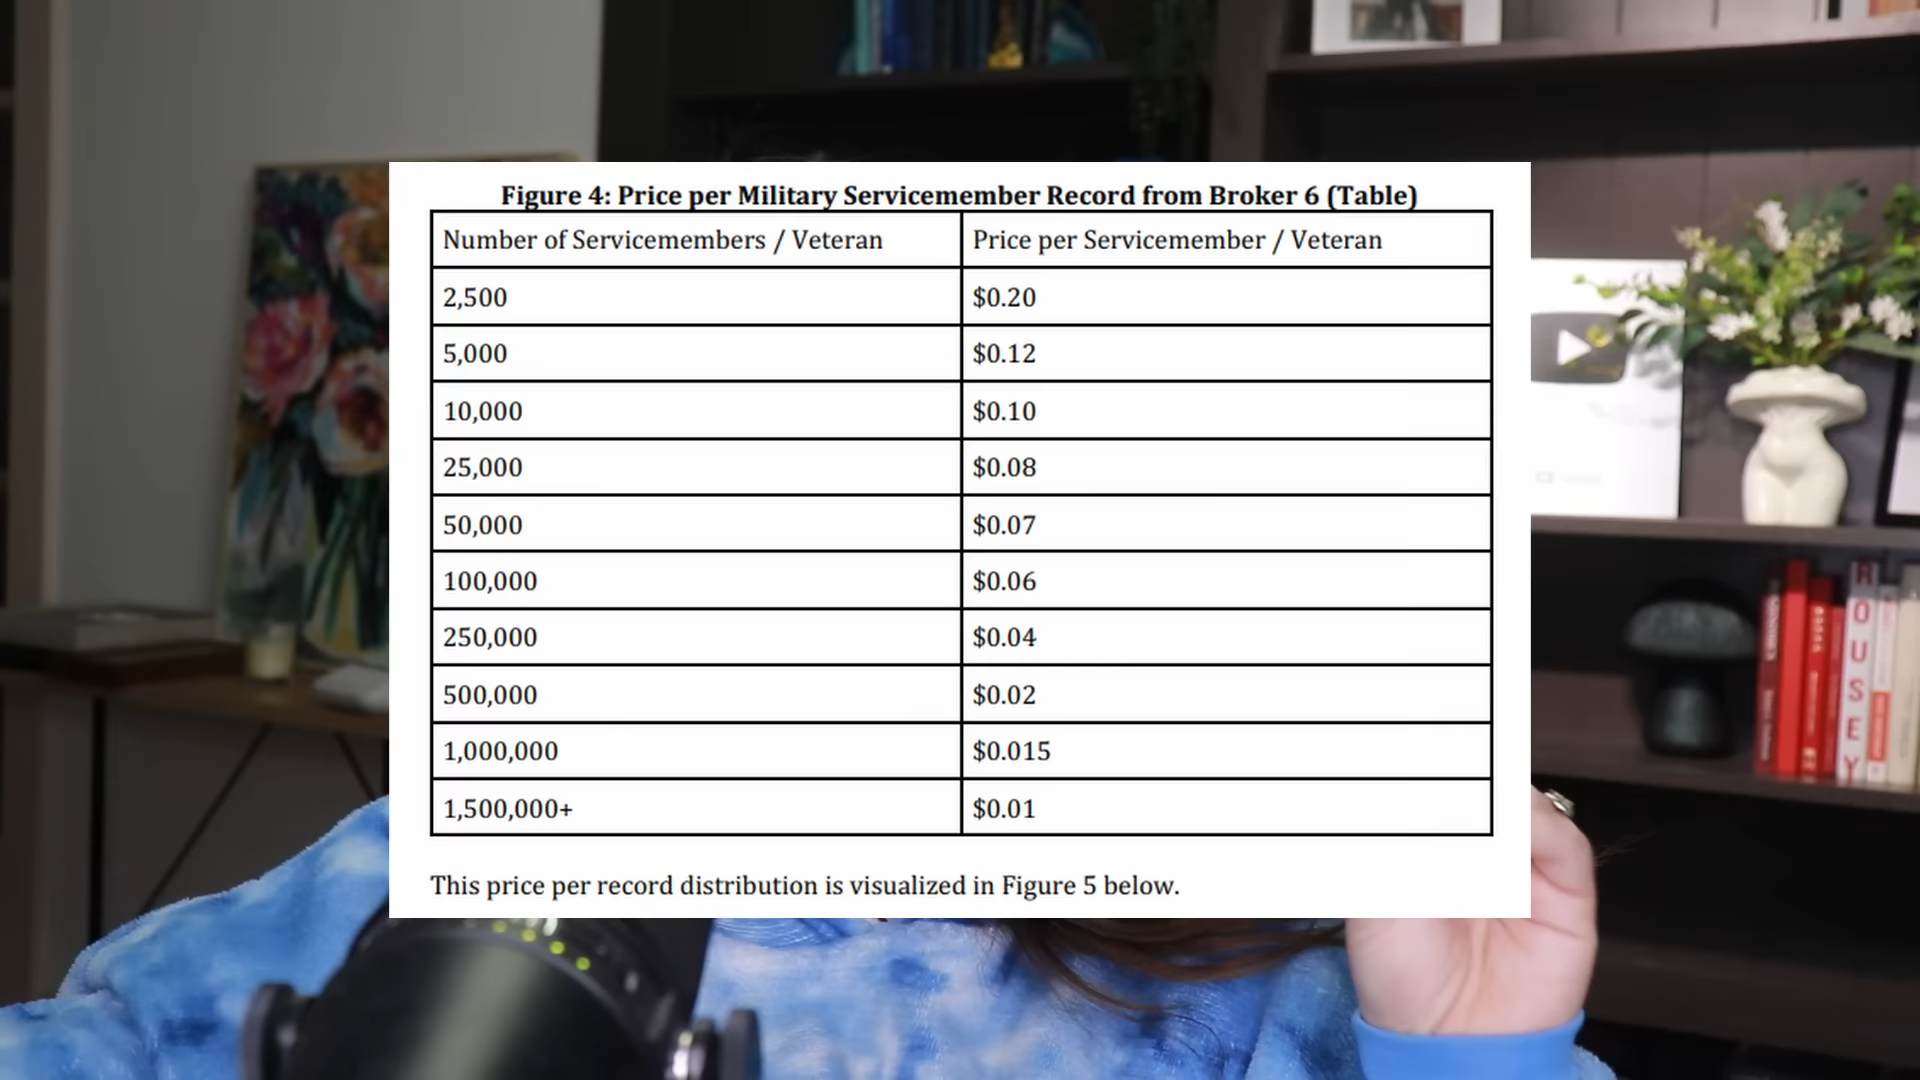 Figure 4: Price per Military Servicemember Record from Broker 6 (Table)
Number of Servicemembers / Veteran Price per Servicemember / Veteran
2,500 $0.20
5,000 $0.12
10,000 $0.10
25,000 $0.08
50,000 $0.07
100,000 $0.06
250,000 $0.04
500,000 $0.02
1,000,000 $0.015
1,500,000+ $0.01
This price per record distribution is visualized in Figure 5 below.
ROUSEY